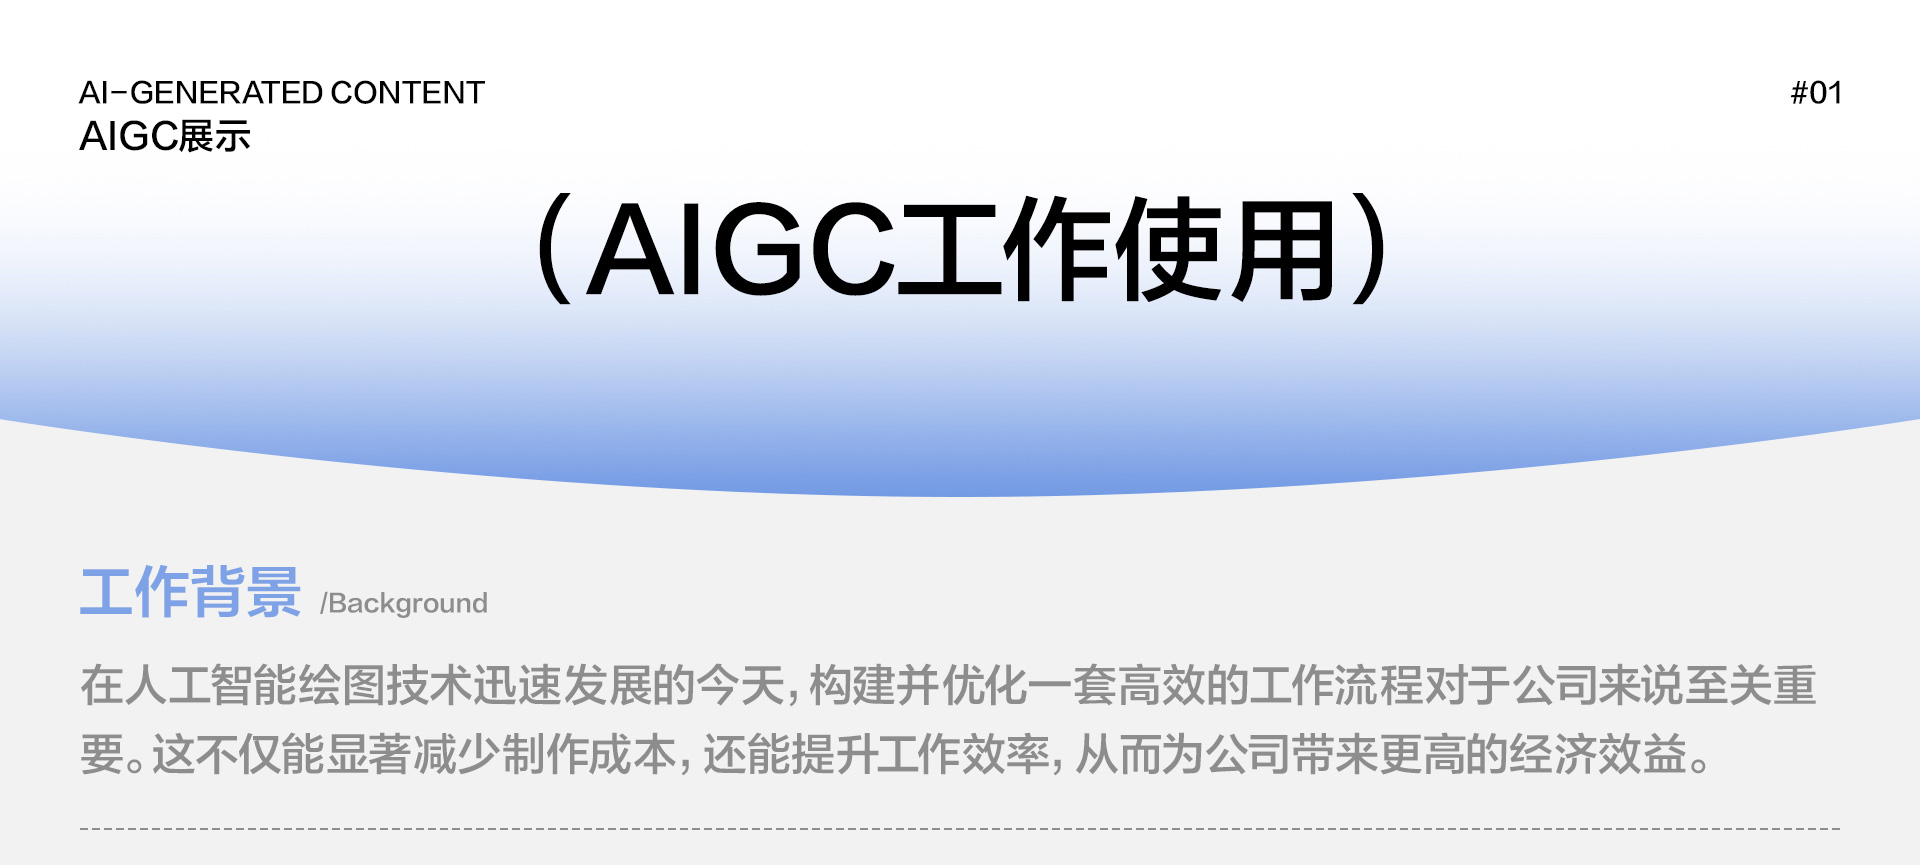 AI-GENERATED CONTENT
#01
AIGC展示
（AIGC工作使用）
工作背景 /Background
在人工智能绘图技术迅速发展的今天，构建并优化一套高效的工作流程对于公司来说至关重
要。这不仅能显著减少制作成本，还能提升工作效率，从而为公司带来更高的经济效益。